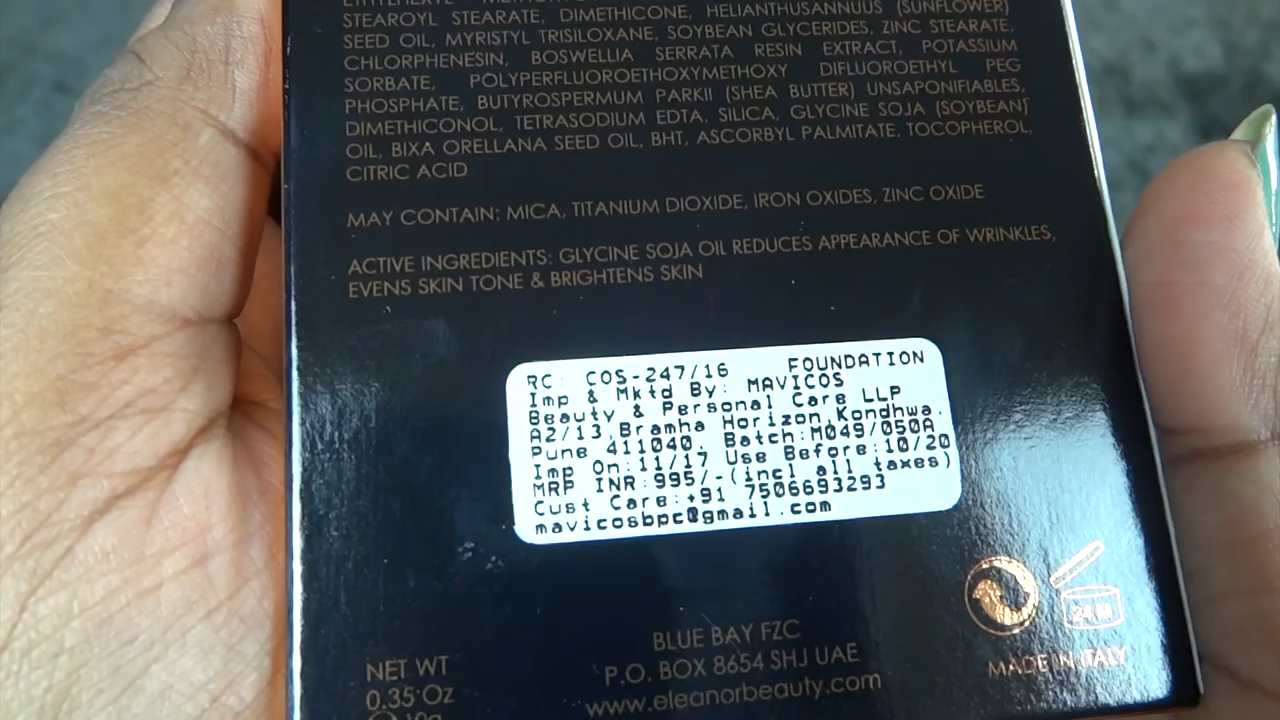 STEAROYL STEARATE, DIMETHICONE, HELIANTHUSANNUUS (SUNFLOWER)
SEED OIL, MYRISTYL TRISILOXANE, SOYBEAN GLYCERIDES, ZINC STEARATE,
CHLORPHENESIN, BOSWELLIA SERRATA RESIN EXTRACT, POTASSIUM
SORBATE, POLYPERFLUOROETHOXYMETHOXY DIFLUOROETHYL PEG
PHOSPHATE, BUTYROSPERMUM PARKII (SHEA BUTTER) UNSAPONIFIABLES,
DIMETHICONOL, TETRASODIUM EDTA, SILICA, GLYCINE SOJA (SOYBEAN)
OIL, BIXA ORELLANA SEED OIL, BHT, ASCORBYL PALMITATE, TOCOPHEROL,
CITRIC ACID
MAY CONTAIN: MICA, TITANIUM DIOXIDE, IRON OXIDES, ZINC OXIDE
ACTIVE INGREDIENTS: GLYCINE SOJA OIL REDUCES APPEARANCE OF WRINKLES,
EVENS SKIN TONE & BRIGHTENS SKIN
RC: COS-247/16 FOUNDATION
Imp & Mktd By: MAVICOS
Beauty & Personal Care LLP
A2/13,Bramha Horizon,Kondhwa.
Pune 411040. Batch:M049/050A
Imp On:11/17 Use Before:10/20
MRP INR:995/-(incl all taxes)
Cust Care:+91 7506693293
mavicosbpc@gmail.com
24 M
MADE IN ITALY
BLUE BAY FZC
P.O. BOX 8654 SHJ UAE
www.eleanorbeauty.com
NET WT
0.35 Oz
10g